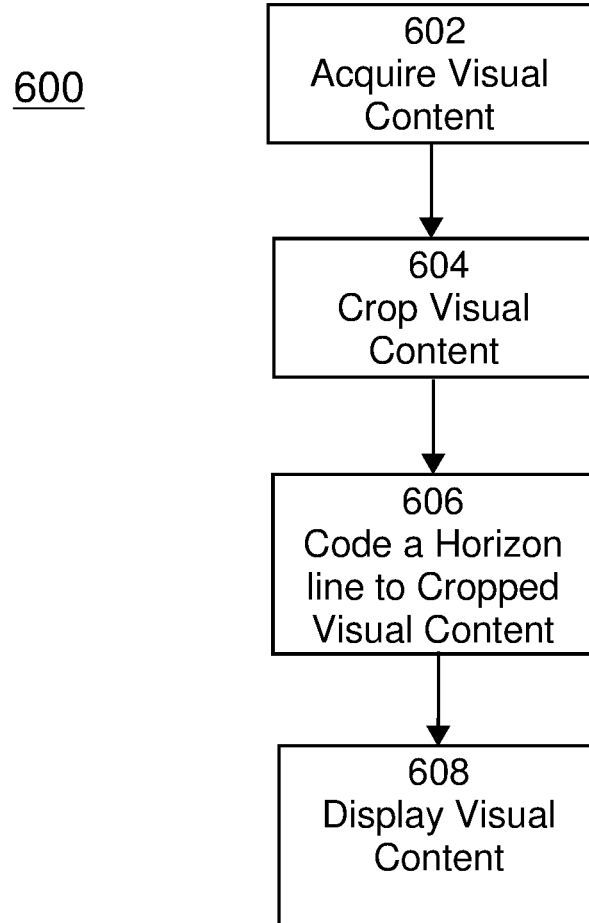 600
602
Acquire Visual
Content
604
Crop Visual
Content
606
Code a Horizon
line to Cropped
Visual Content
608
Display Visual
Content